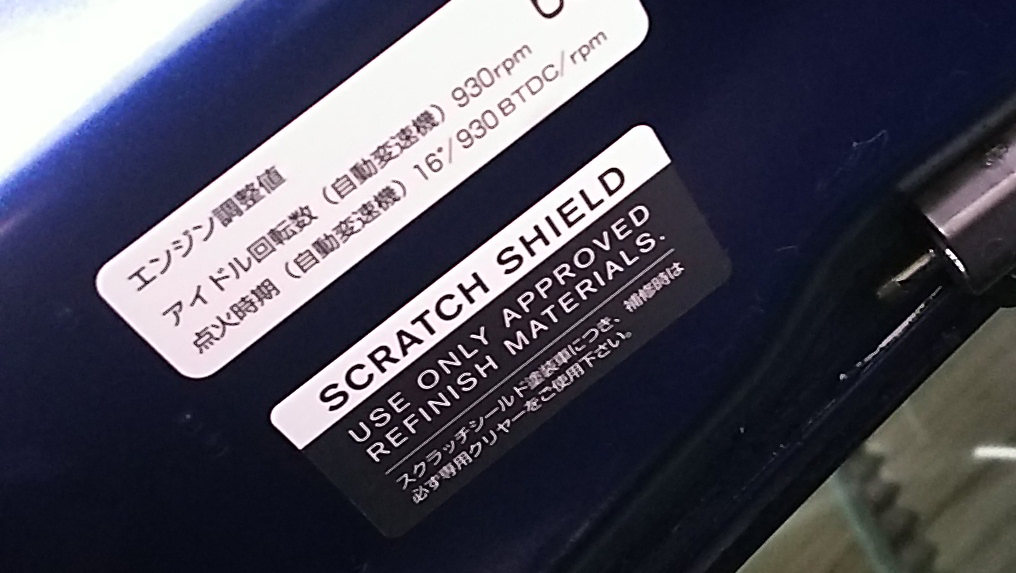 エンジン調整値
アイドル回転数（自動変速機）930rpm
点火時期（自動変速機）16°/930BTDC/rpm
SCRATCH SHIELD
USE ONLY APPROVED
REFINISH MATERIALS.
スクラッチシールド塗装車につき、補修時は
必ず専用クリヤーをご使用下さい。